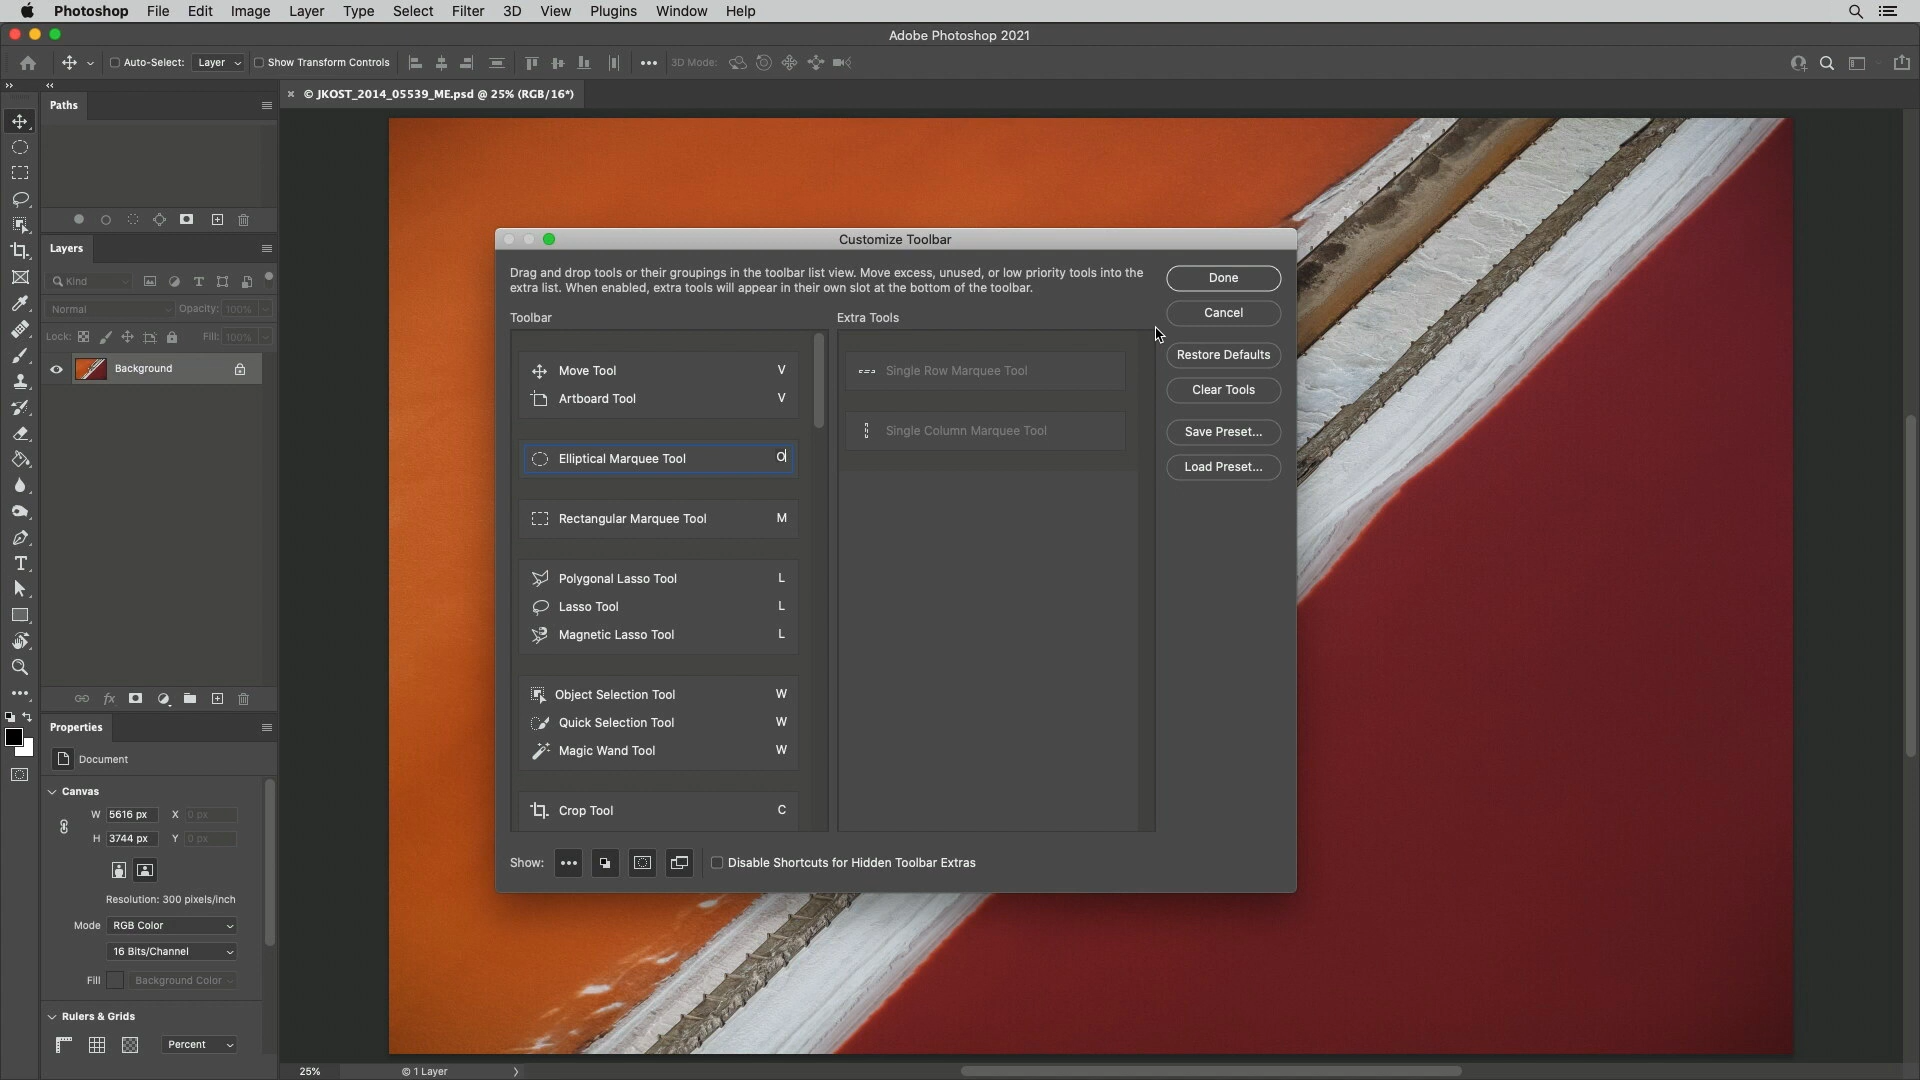 Photoshop File Edit Image Layer Type Select Filter 3D View Plugins Window Help
Adobe Photoshop 2021
Auto-Select: Layer Show Transform Controls 3D Mode:
Paths
© JKOST_2014_05539_ME.psd @ 25% (RGB/16*)
Layers
Kind
Normal Opacity: 100%
Lock: Fill: 100%
Background
Properties
Document
Canvas
W 5616 px X 0 px
H 3744 px Y 0 px
Resolution: 300 pixels/inch
Mode RGB Color
16 Bits/Channel
Fill Background Color
Rulers & Grids
Percent
Customize Toolbar
Drag and drop tools or their groupings in the toolbar list view. Move excess, unused, or low priority tools into the
extra list. When enabled, extra tools will appear in their own slot at the bottom of the toolbar.
Toolbar
Move Tool V
Artboard Tool V
Elliptical Marquee Tool O
Rectangular Marquee Tool M
Polygonal Lasso Tool L
Lasso Tool L
Magnetic Lasso Tool L
Object Selection Tool W
Quick Selection Tool W
Magic Wand Tool W
Crop Tool C
Extra Tools
Single Row Marquee Tool
Single Column Marquee Tool
Done
Cancel
Restore Defaults
Clear Tools
Save Preset...
Load Preset...
Show: Disable Shortcuts for Hidden Toolbar Extras
25% © 1 Layer